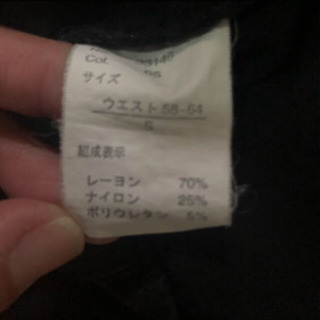 Col.
サイズ
ウエスト58-64
S
組成表示
レーヨン 70%
ナイロン 25%
ポリウレタン 5%